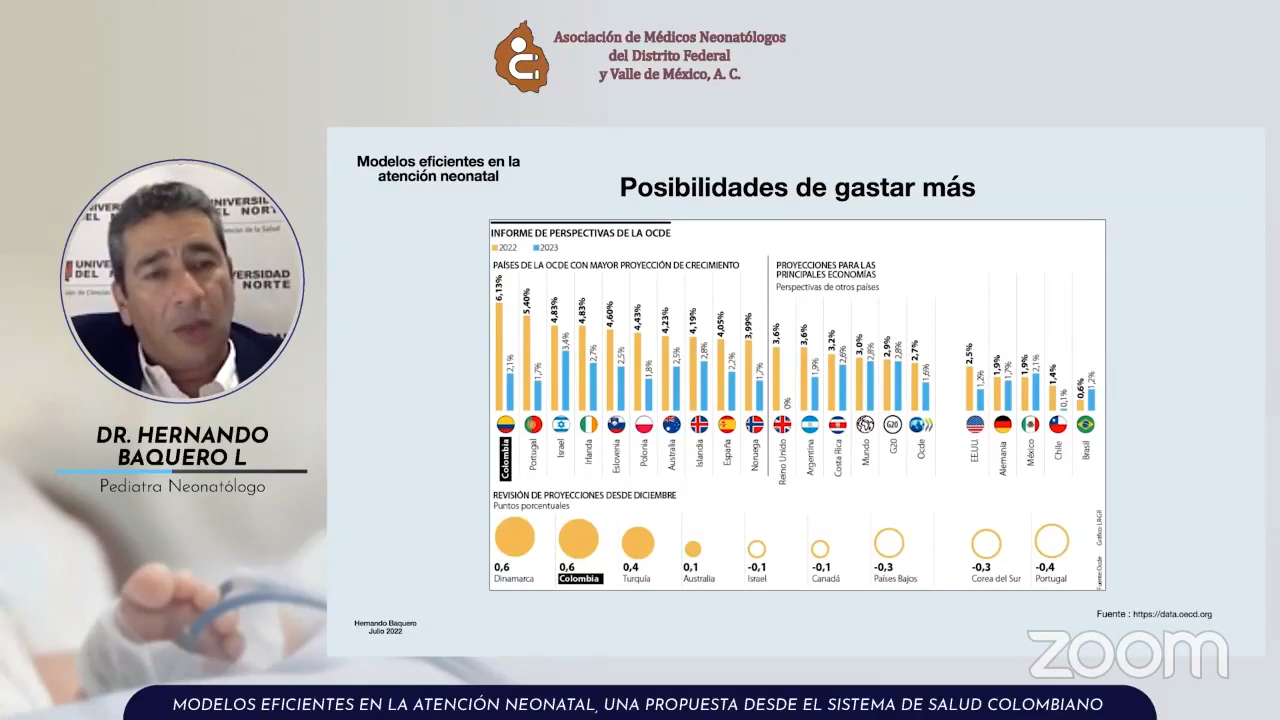 Asociación de Médicos Neonatólogos
del Distrito Federal
y Valle de México, A. C.
UNIVERSIDAD
DEL NORTE
DR. HERNANDO
BAQUERO L
Pediatra Neonatólogo
Modelos eficientes en la
atención neonatal
Posibilidades de gastar más
INFORME DE PERSPECTIVAS DE LA OCDE
2022 2023
PAÍSES DE LA OCDE CON MAYOR PROYECCIÓN DE CRECIMIENTO
6,13% 2,1% Colombia
5,40% 1,7% Portugal
4,83% 3,4% Israel
4,83% 2,7% Irlanda
4,60% 2,5% Eslovenia
4,43% 1,8% Polonia
4,23% 2,5% Australia
4,19% 2,8% Islandia
4,05% 2,2% España
3,99% 1,7% Noruega
PROYECCIONES PARA LAS
PRINCIPALES ECONOMÍAS
Perspectivas de otros países
3,6% 0% Reino Unido
3,6% 1,9% Argentina
3,2% 2,6% Costa Rica
3,0% 2,8% Mundo
2,9% 2,8% G20
2,7% 1,6% Ocde
2,5% 1,2% EE.UU.
1,9% 1,7% Alemania
1,9% 2,1% México
1,4% 0,1% Chile
0,6% 1,2% Brasil
G20
REVISIÓN DE PROYECCIONES DESDE DICIEMBRE
Puntos porcentuales
0,6 0,6 0,4 0,1 -0,1 -0,1 -0,3 -0,3 -0,4
Dinamarca Colombia Turquía Australia Israel Canadá Países Bajos Corea del Sur Portugal
Fuente: Ocde Gráfico: LR-GR
Hernando Baquero
Julio 2022
Fuente : https://data.oecd.org
zoom
MODELOS EFICIENTES EN LA ATENCIÓN NEONATAL, UNA PROPUESTA DESDE EL SISTEMA DE SALUD COLOMBIANO